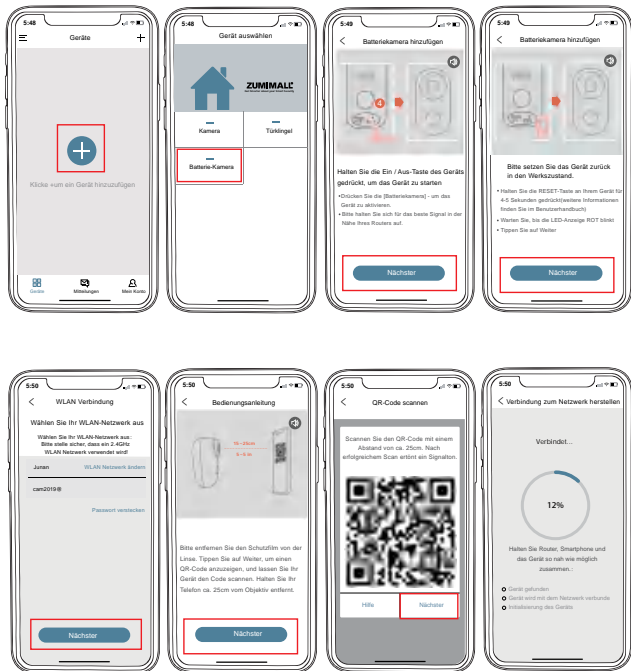 5:48
Geräte
Klicke +um ein Gerät hinzuzufügen
Geräte
Mitteilungen
Mein Konto
5:48
Gerät auswählen
ZUMIMALL
Kamera
Türklingel
Batterie-Kamera
5:49
Batteriekamera hinzufügen
4
Halten Sie die Ein / Aus-Taste des Geräts
gedrückt, um das Gerät zu starten
•Drücken Sie die [Batteriekamera] - um das
Gerät zu aktivieren.
• Bitte halten Sie sich für das beste Signal in der
Nähe Ihres Routers auf.
Nächster
5:49
Batteriekamera hinzufügen
Bitte setzen Sie das Gerät zurück
in den Werkszustand.
• Halten Sie die RESET-Taste an Ihrem Gerät für
4-5 Sekunden gedrückt(weitere Informationen
finden Sie im Benutzerhandbuch)
• Warten Sie, bis die LED-Anzeige ROT blinkt
• Tippen Sie auf Weiter
Nächster
5:50
WLAN Verbindung
Wählen Sie Ihr WLAN-Netzwerk aus
Wählen Sie Ihr WLAN-Netzwerk aus:
Bitte stelle sicher, dass ein 2.4GHz
WLAN Netzwerk verwendet wird!
Junan
WLAN Netzwerk ändern
cam2019@
Passwort verstecken
Nächster
5:50
Bedienungsanleitung
Bitte entfernen Sie den Schutzfilm von der
Linse. Tippen Sie auf Weiter, um einen
QR-Code anzuzeigen, und lassen Sie Ihr
Gerät den Code scannen. Halten Sie Ihr
Telefon ca. 25cm vom Objektiv entfernt.
Nächster
5:50
QR-Code scannen
Scannen Sie den QR-Code mit einem
Abstand von ca. 25cm. Nach
erfolgreichem Scan ertönt ein Signalton.
Hilfe
Nächster
5:50
Verbindung zum Netzwerk herstellen
Verbindet...
12%
Halten Sie Router, Smartphone und
das Gerät so nah wie möglich
zusammen.:
Gerät gefunden
Gerät wird mit dem Netzwerk verbunde
Initialisierung des Geräts